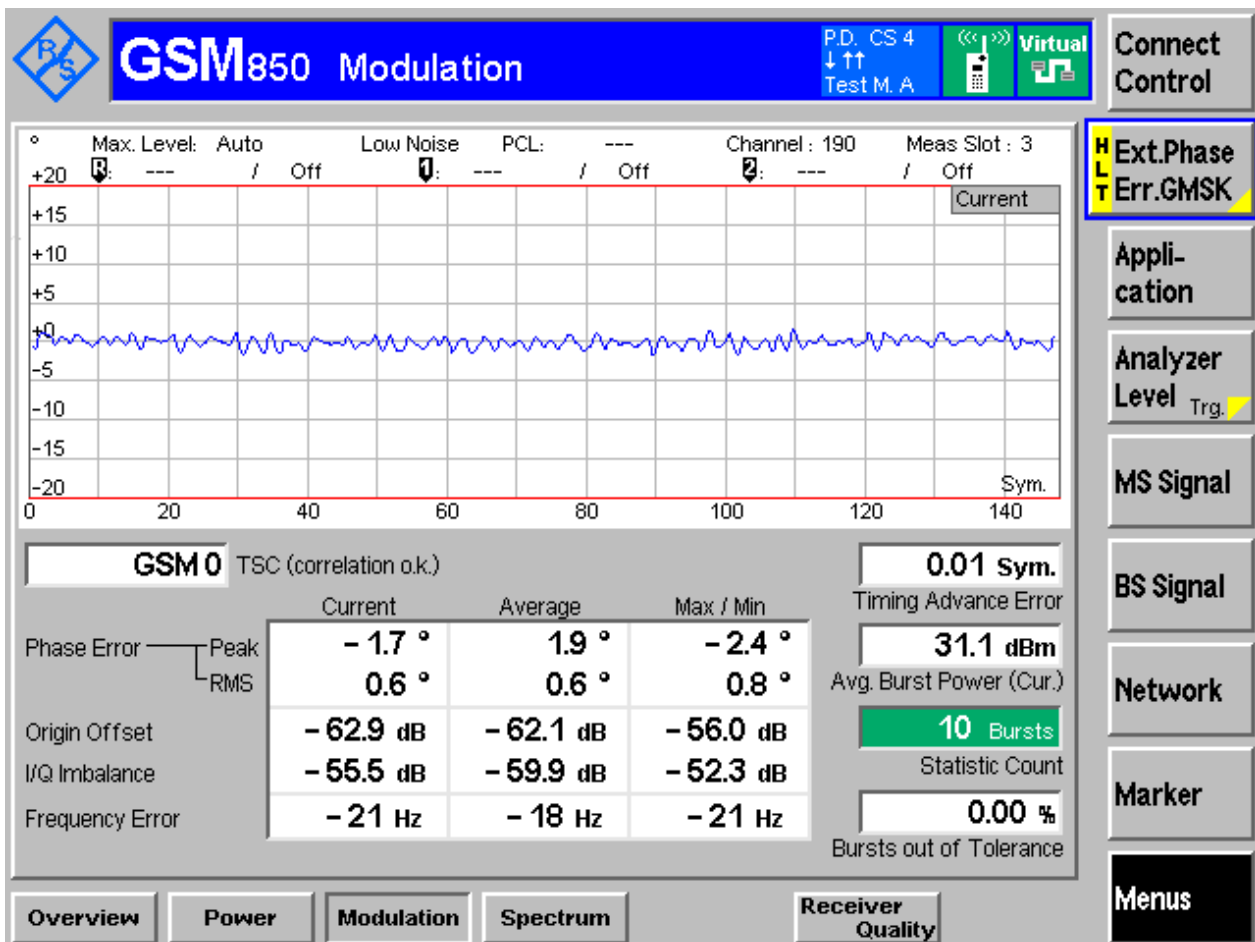 R/S
GSM850 Modulation
P.D. CS 4
↓ ↑↑
Test M. A
Virtual
Connect Control
° Max. Level: Auto Low Noise PCL: --- Channel : 190 Meas Slot : 3
R: --- / Off 1: --- / Off 2: --- / Off
HLT Ext.Phase Err.GMSK
Current
+20
+15
+10
+5
+0
-5
-10
-15
-20
Sym.
0 20 40 60 80 100 120 140
Appli-
cation
Analyzer
Level Trg.
MS Signal
BS Signal
Network
Marker
Menus
GSM 0 TSC (correlation o.k.)
0.01 Sym.
Timing Advance Error
Current Average Max / Min
Phase Error Peak – 1.7 ° 1.9 ° – 2.4 °
RMS 0.6 ° 0.6 ° 0.8 °
31.1 dBm
Avg. Burst Power (Cur.)
Origin Offset – 62.9 dB – 62.1 dB – 56.0 dB
I/Q Imbalance – 55.5 dB – 59.9 dB – 52.3 dB
10 Bursts
Statistic Count
Frequency Error – 21 Hz – 18 Hz – 21 Hz
0.00 %
Bursts out of Tolerance
Overview Power Modulation Spectrum Receiver Quality